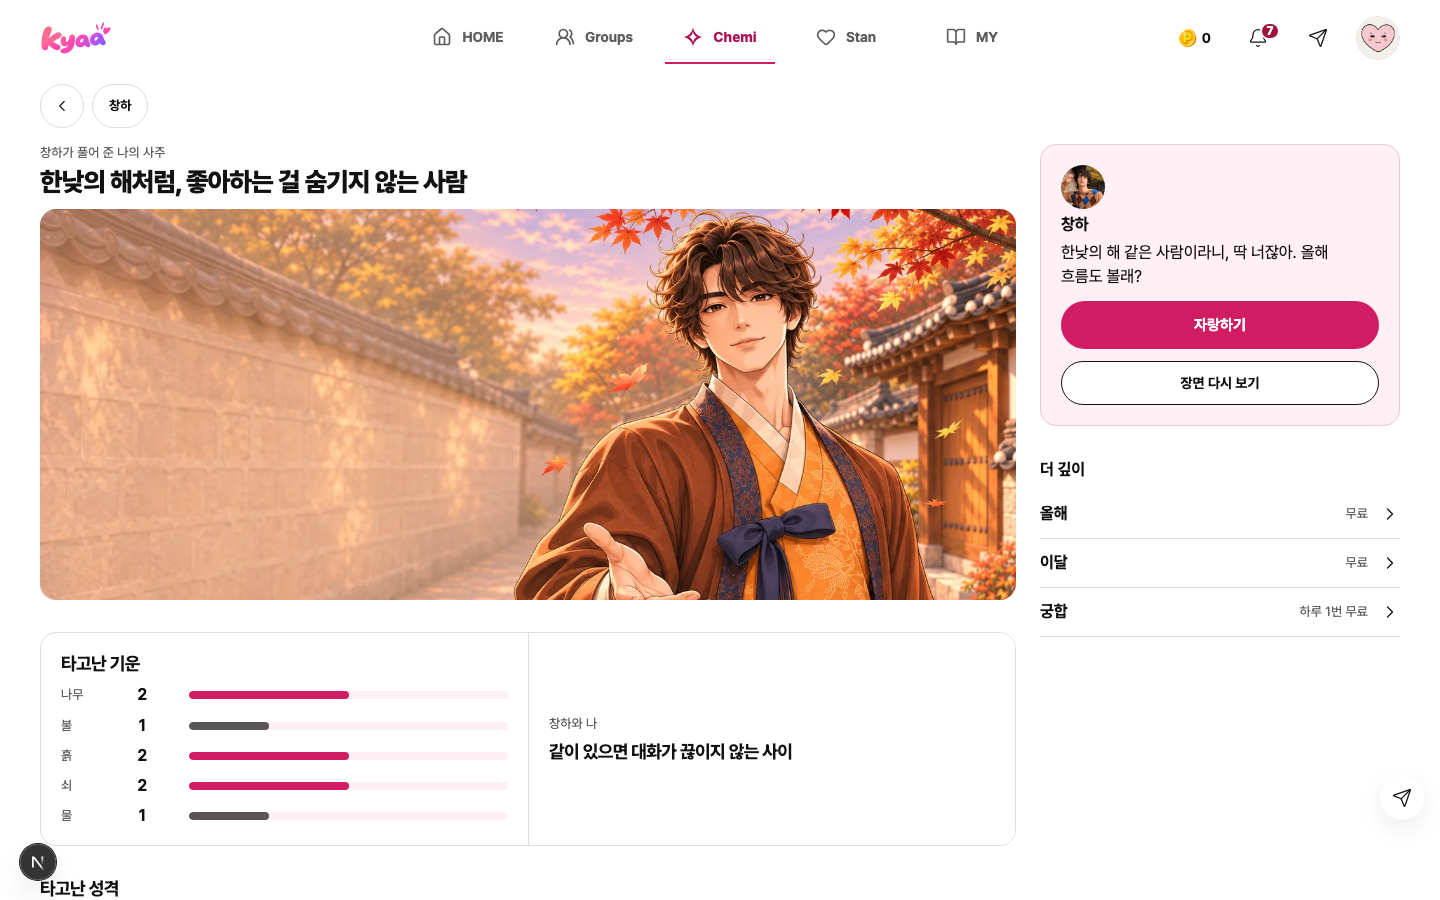 kyaa
HOME
Groups
Chemi
Stan
MY
0
7
창하
창하가 풀어 준 나의 사주
한낮의 해처럼, 좋아하는 걸 숨기지 않는 사람
창하
한낮의 해 같은 사람이라니, 딱 너잖아. 올해
흐름도 볼래?
자랑하기
장면 다시 보기
더 깊이
올해 무료
이달 무료
궁합 하루 1번 무료
타고난 기운
나무 2
불 1
흙 2
쇠 2
물 1
창하와 나
같이 있으면 대화가 끊이지 않는 사이
N
타고난 성격